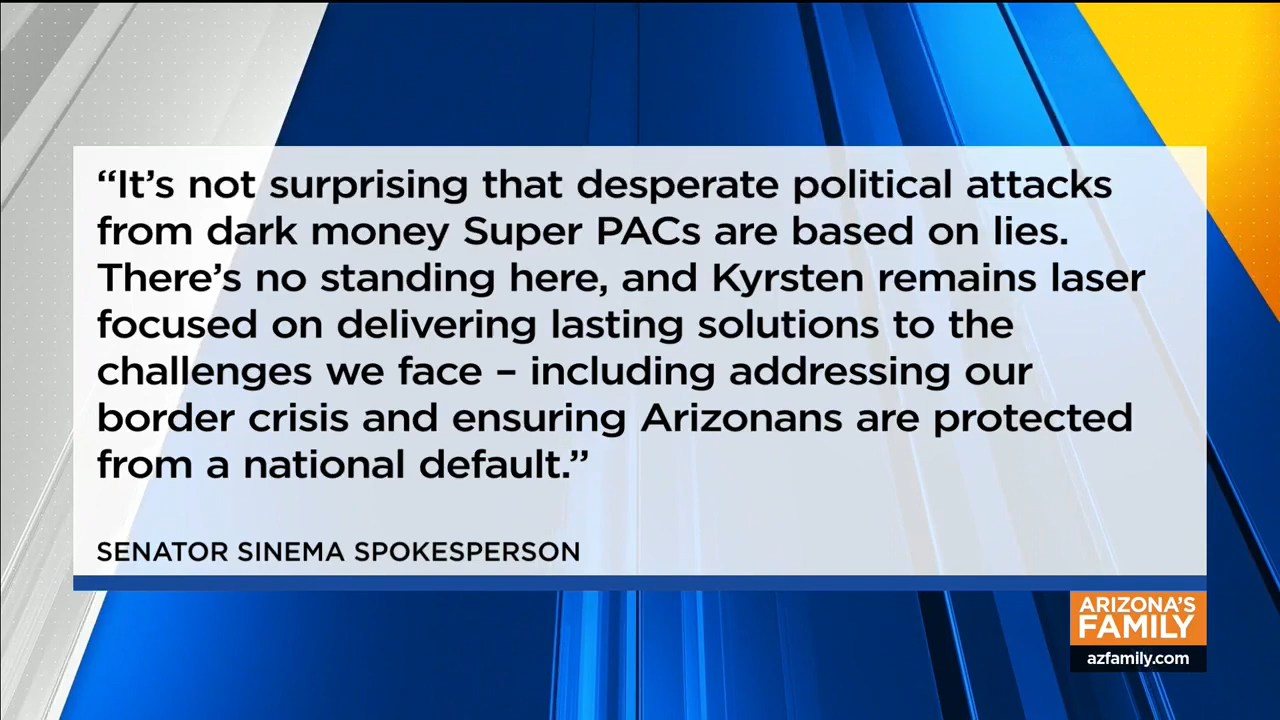 “It’s not surprising that desperate political attacks
from dark money Super PACs are based on lies.
There’s no standing here, and Kyrsten remains laser
focused on delivering lasting solutions to the
challenges we face – including addressing our
border crisis and ensuring Arizonans are protected
from a national default.”
SENATOR SINEMA SPOKESPERSON
ARIZONA’S
FAMILY
azfamily.com